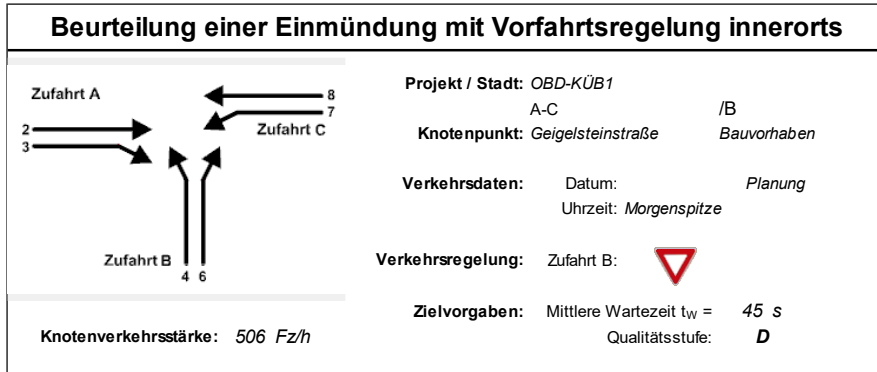 Beurteilung einer Einmündung mit Vorfahrtsregelung innerorts
Zufahrt A
8
7
Zufahrt C
2
3
Zufahrt B
4 6
Knotenverkehrsstärke: 506 Fz/h
Projekt / Stadt: OBD-KÜB1
A-C /B
Knotenpunkt: Geigelsteinstraße Bauvorhaben
Verkehrsdaten: Datum: Planung
Uhrzeit: Morgenspitze
Verkehrsregelung: Zufahrt B:
Zielvorgaben: Mittlere Wartezeit tW = 45 s
Qualitätsstufe: D